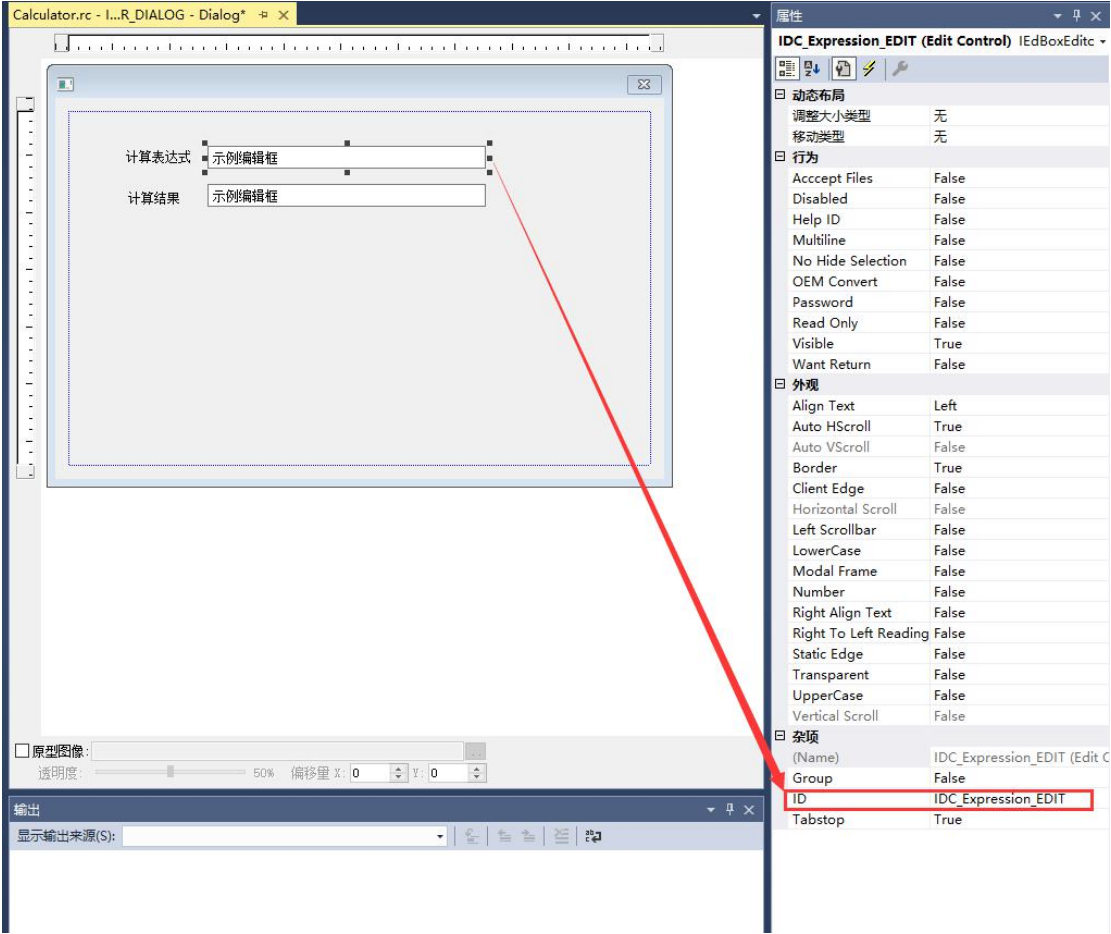 Calculator.rc - I...R_DIALOG - Dialog*
计算表达式 示例编辑框
计算结果 示例编辑框
原型图像:
透明度: 50% 偏移量 X: 0 Y: 0
输出
显示输出来源(S):
属性
IDC_Expression_EDIT (Edit Control) IEdBoxEditc
动态布局
调整大小类型 无
移动类型 无
行为
Acccept Files False
Disabled False
Help ID False
Multiline False
No Hide Selection False
OEM Convert False
Password False
Read Only False
Visible True
Want Return False
外观
Align Text Left
Auto HScroll True
Auto VScroll False
Border True
Client Edge False
Horizontal Scroll False
Left Scrollbar False
LowerCase False
Modal Frame False
Number False
Right Align Text False
Right To Left Reading False
Static Edge False
Transparent False
UpperCase False
Vertical Scroll False
杂项
(Name) IDC_Expression_EDIT (Edit C
Group False
ID IDC_Expression_EDIT
Tabstop True